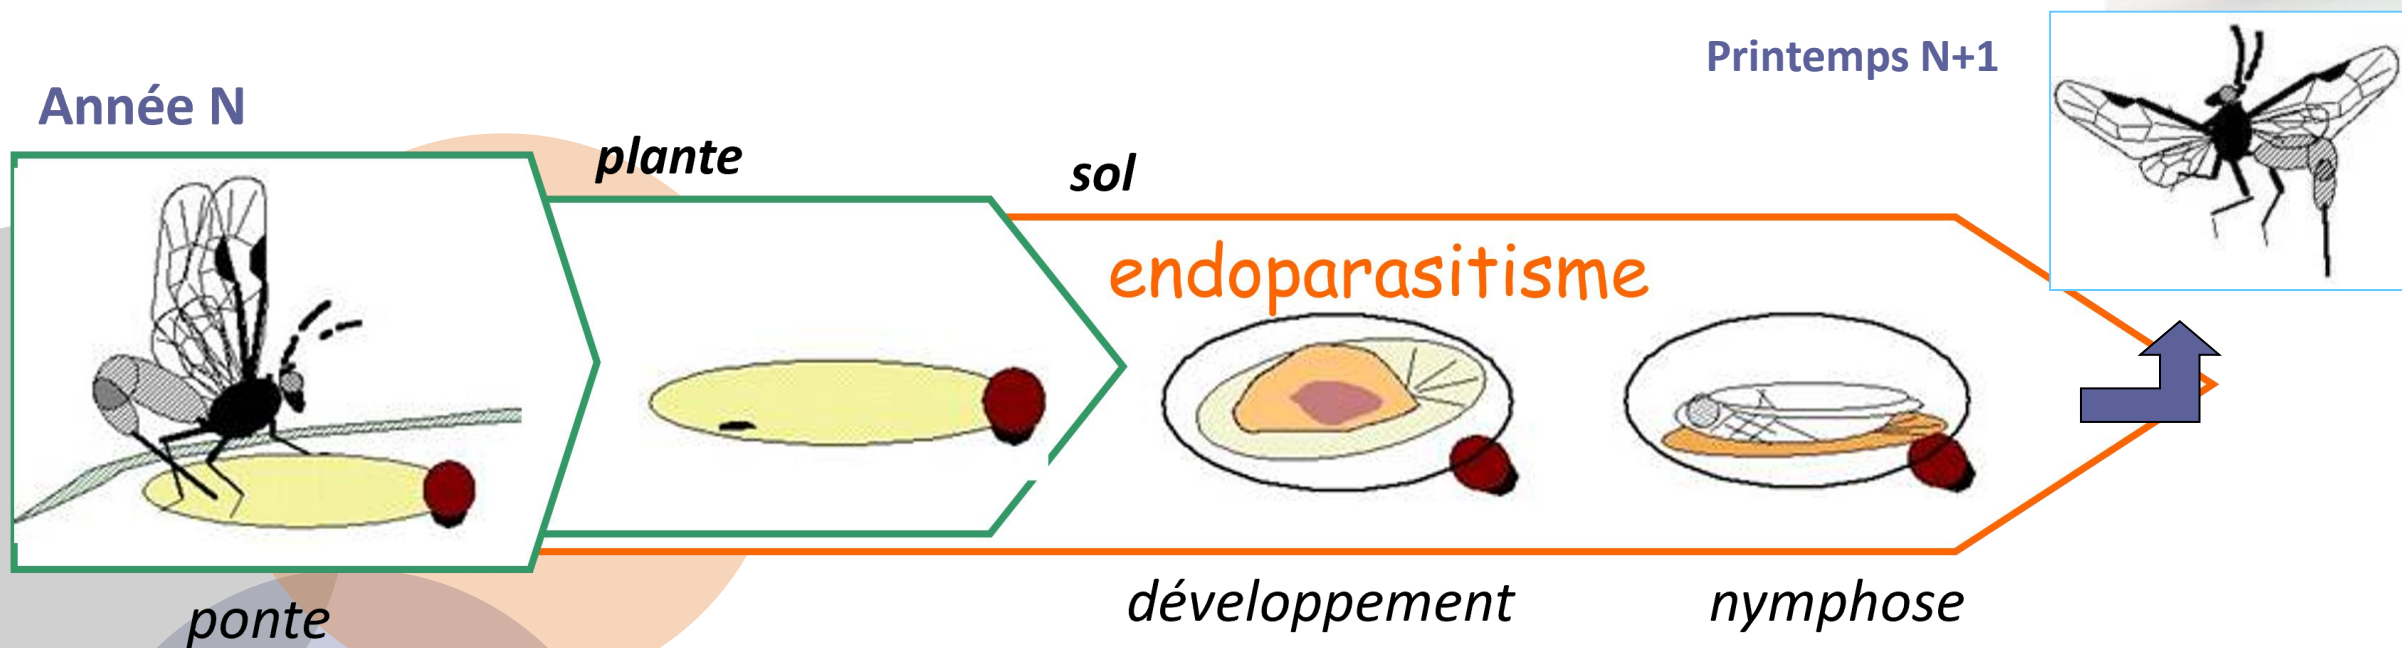 Année N
plante
sol
Printemps N+1
endoparasitisme
ponte
développement
nymphose